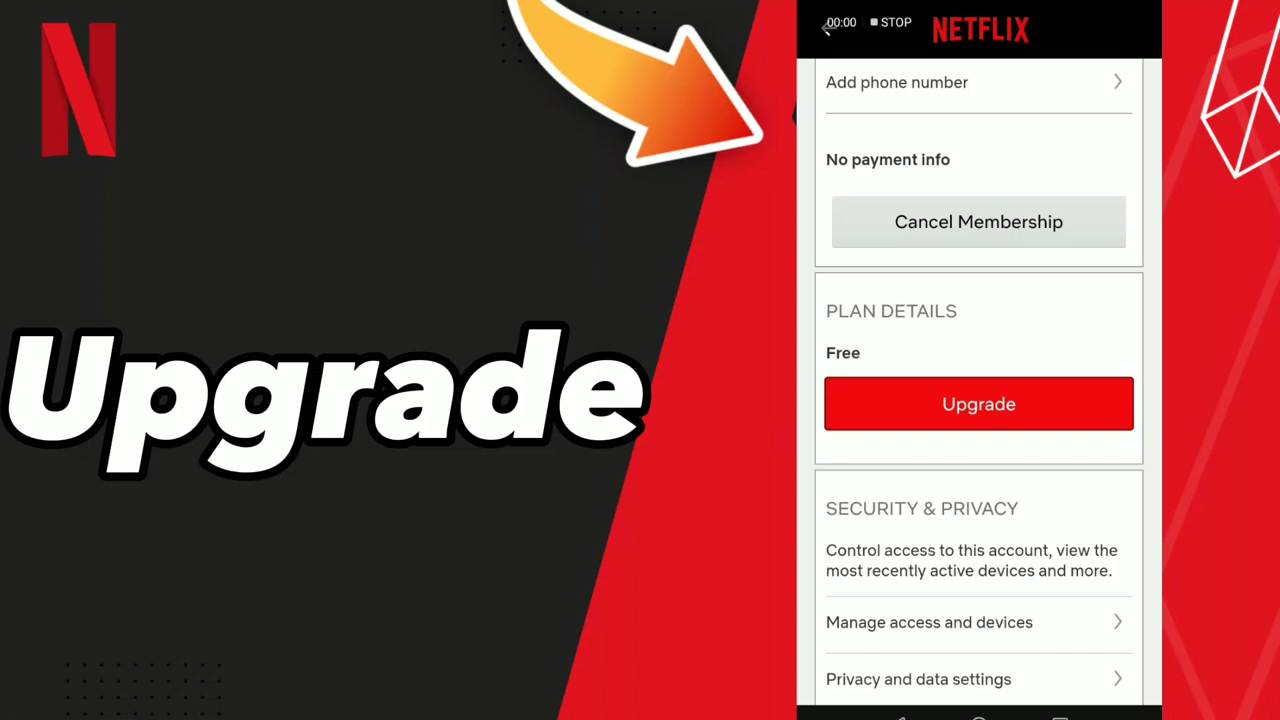 N
Upgrade
00:00 STOP
NETFLIX
Add phone number
No payment info
Cancel Membership
PLAN DETAILS
Free
Upgrade
SECURITY & PRIVACY
Control access to this account, view the
most recently active devices and more.
Manage access and devices
Privacy and data settings